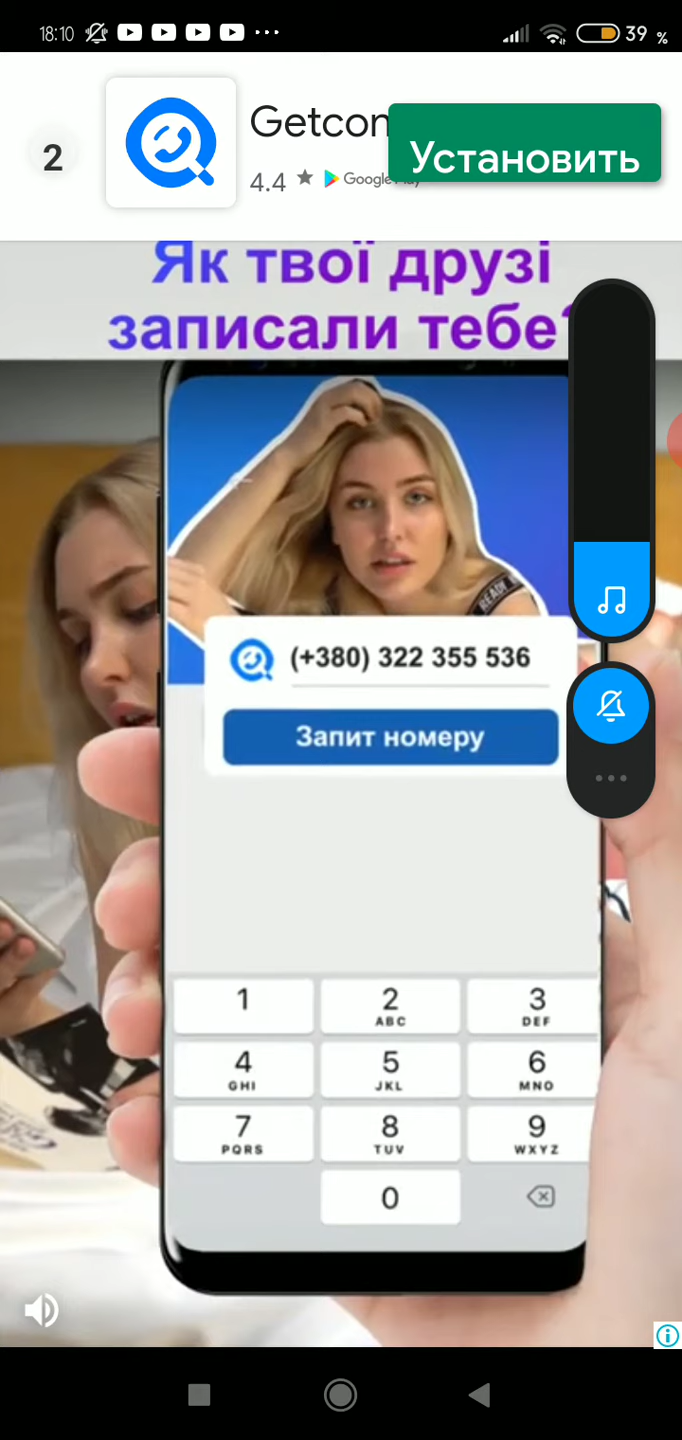 18:10
39 %
2
Getcon
Установить
4.4 ★ Google Play
Як твої друзі
записали тебе?
READY
(+380) 322 355 536
Запит номеру
1 2 3
ABC DEF
4 5 6
GHI JKL MNO
7 8 9
PQRS TUV WXYZ
0